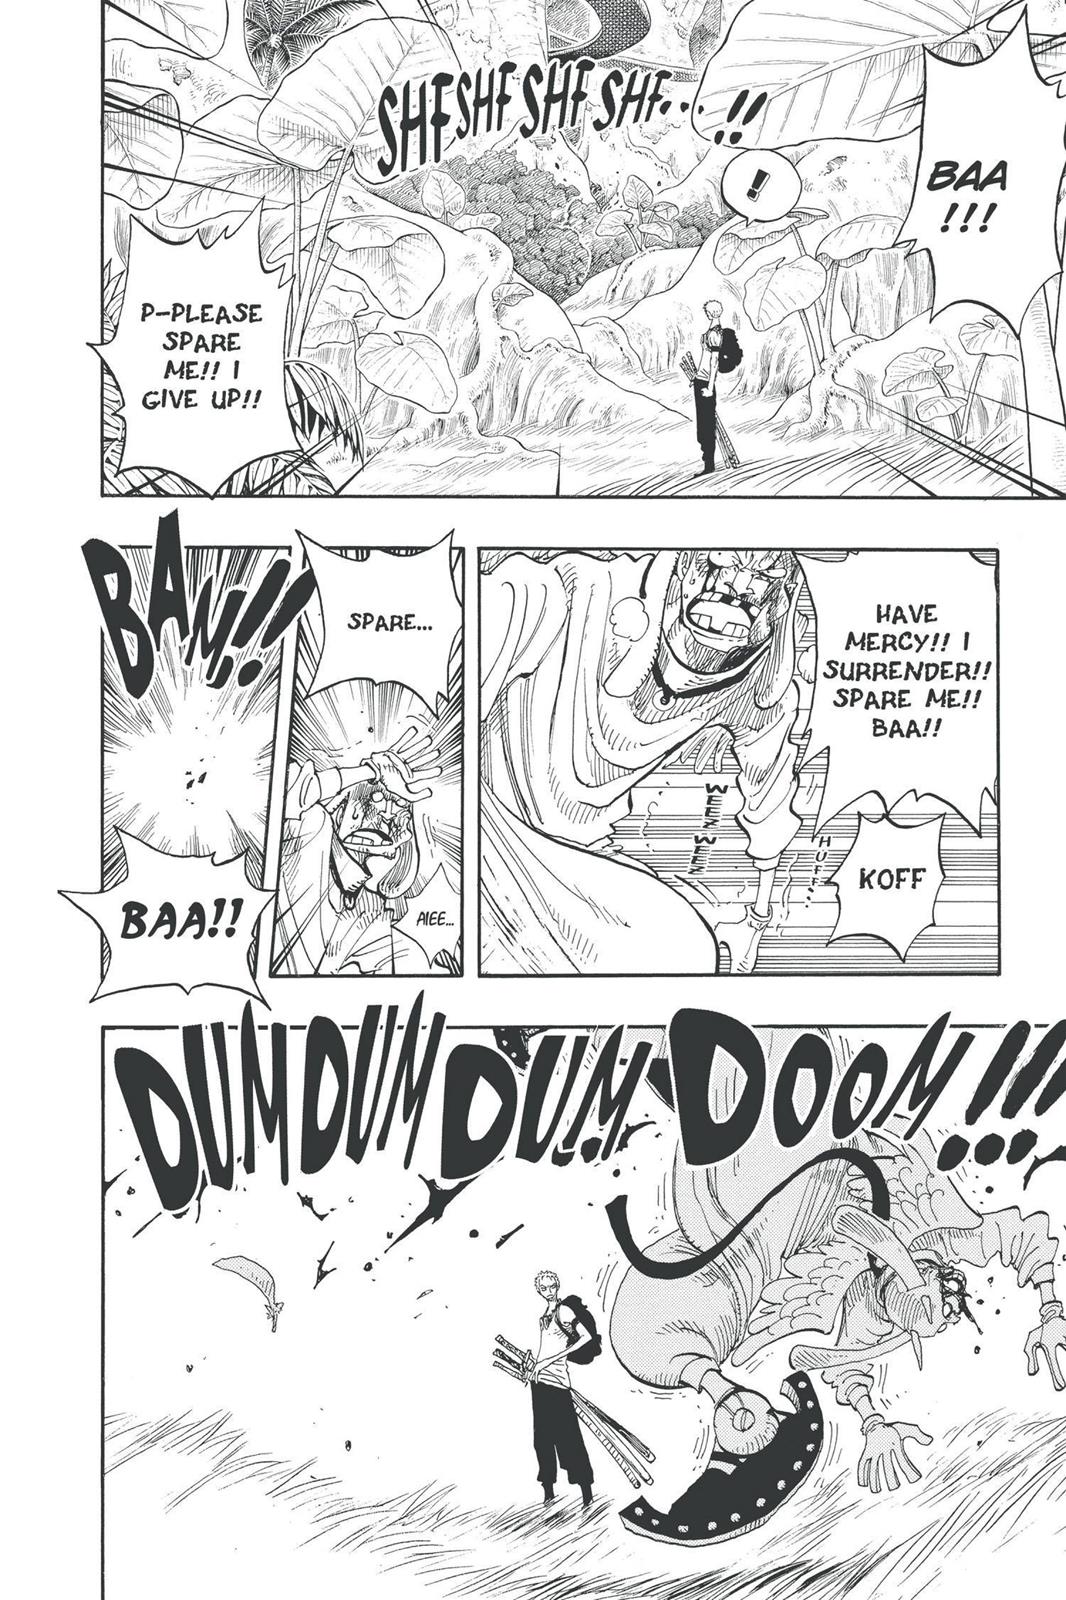 BAA
!!!
!
SHF SHF SHF SHF...!!
P-PLEASE
SPARE
ME!! I
GIVE UP!!
HAVE
MERCY!! I
SURRENDER!!
SPARE ME!!
BAA!!
KOFF
HUFF...
WEEZ WEEZ
SPARE...
AIEE...
BAM!!
BAA!!
DUM DUM DUM DOOM!!!